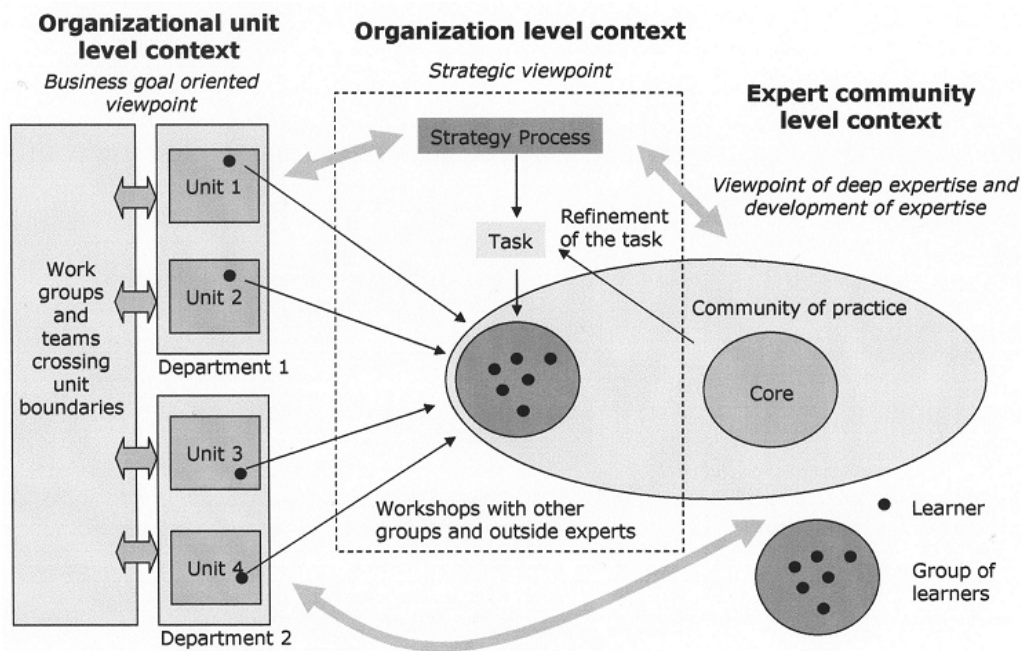 Organizational unit
level context
Business goal oriented
viewpoint
Organization level context
Strategic viewpoint
Expert community
level context
Viewpoint of deep expertise and
development of expertise
Strategy Process
Task
Refinement
of the task
Unit 1
Unit 2
Department 1
Work
groups
and
teams
crossing
unit
boundaries
Unit 3
Unit 4
Department 2
Community of practice
Core
Workshops with other
groups and outside experts
Learner
Group of
learners